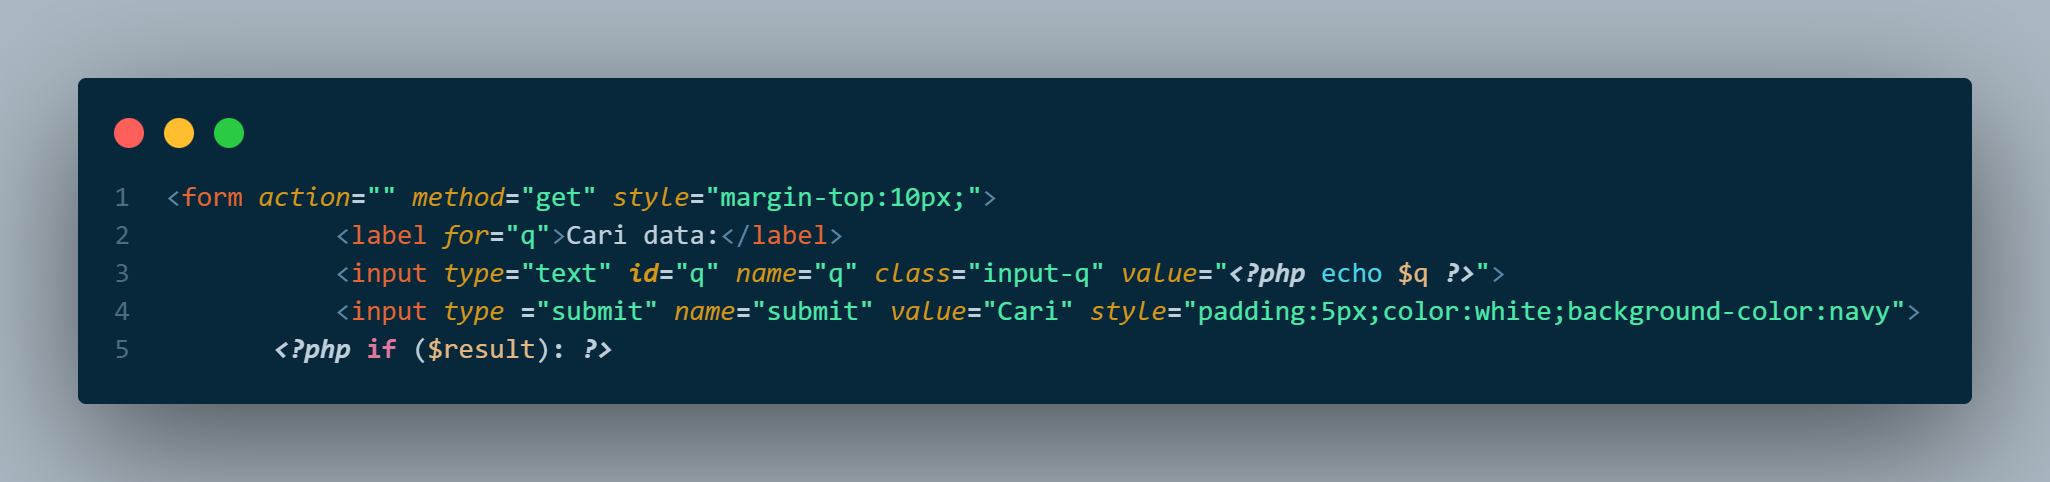 1 <form action="" method="get" style="margin-top:10px;">
2 <label for="q">Cari data:</label>
3 <input type="text" id="q" name="q" class="input-q" value="<?php echo $q ?>">
4 <input type ="submit" name="submit" value="Cari" style="padding:5px;color:white;background-color:navy">
5 <?php if ($result): ?>